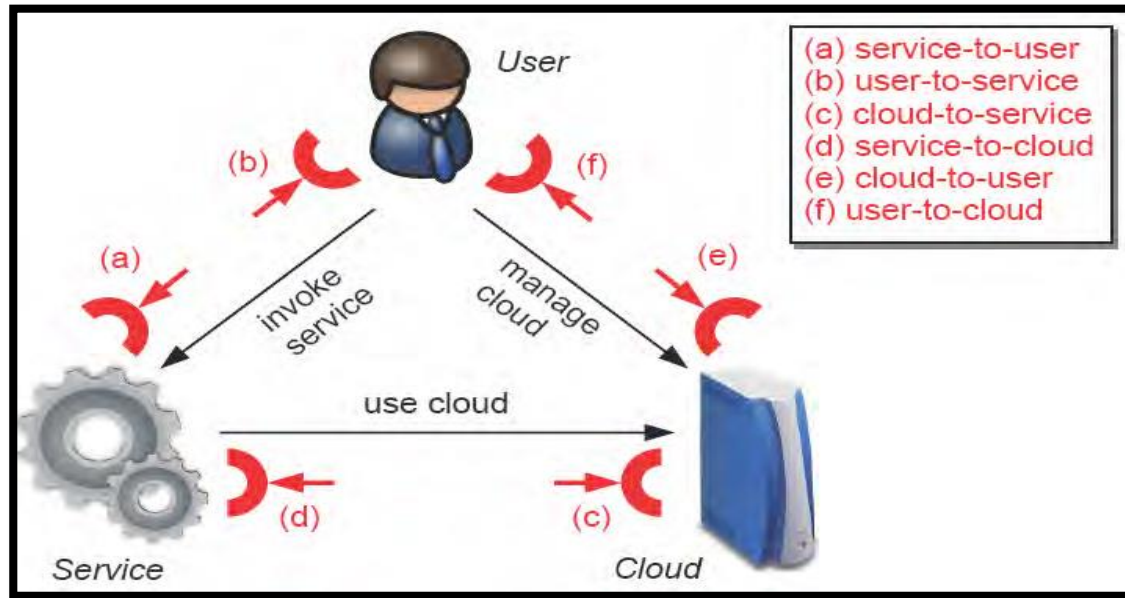 User
(a) service-to-user
(b) user-to-service
(c) cloud-to-service
(d) service-to-cloud
(e) cloud-to-user
(f) user-to-cloud
(b)
(f)
(a)
(e)
invoke
service
manage
cloud
use cloud
(d)
(c)
Service
Cloud